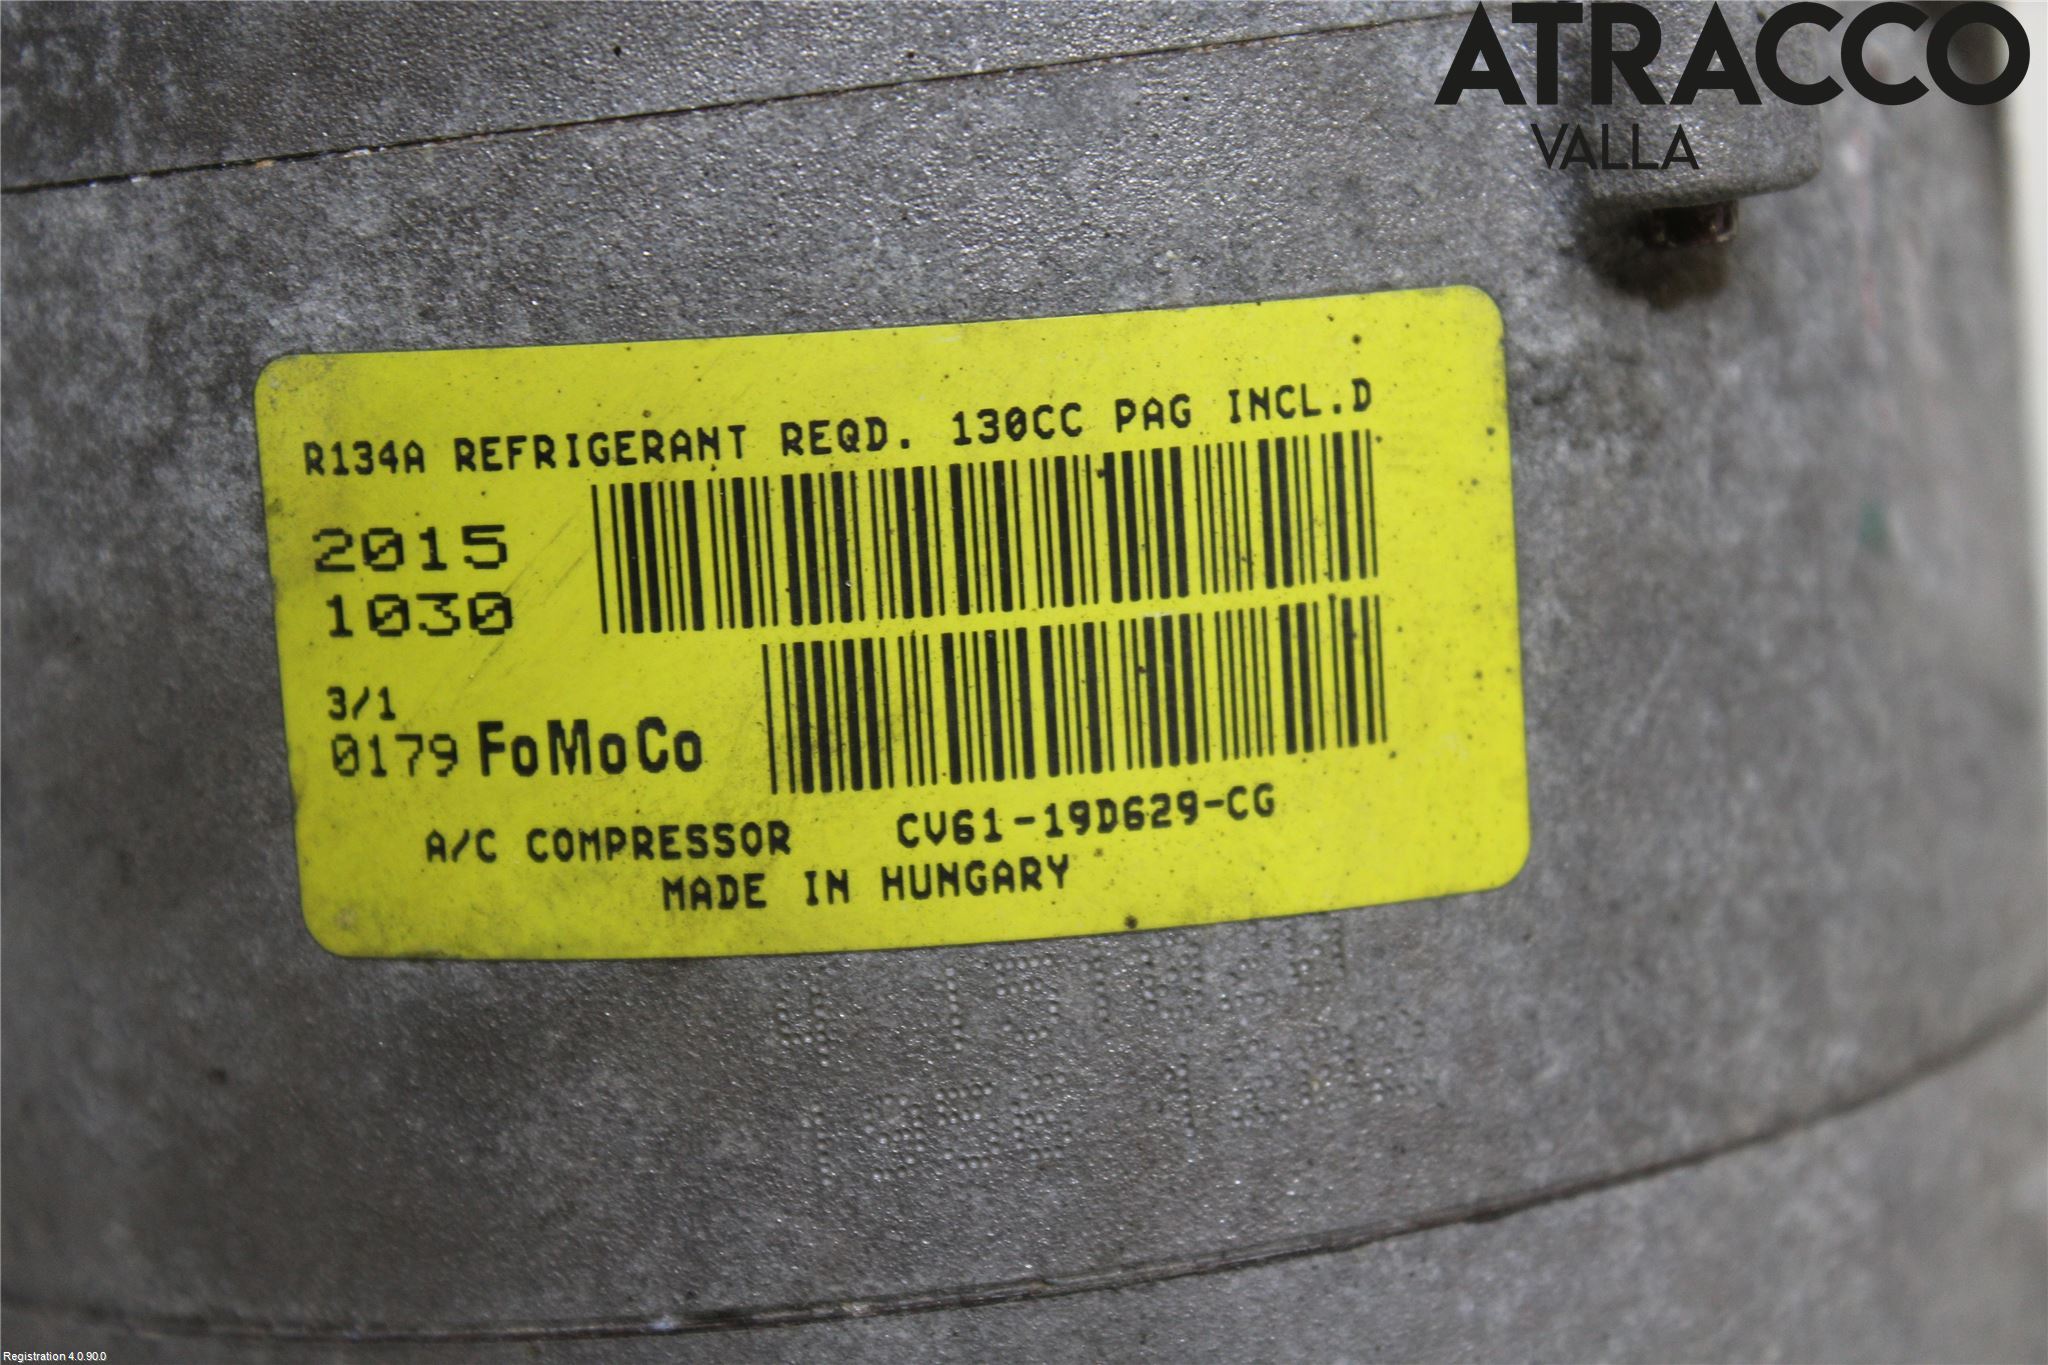 ATRACCO
VALLA
R134A REFRIGERANT REQD. 130CC PAG INCL.D
2015
1030
3/1
0179 FoMoCo
A/C COMPRESSOR CV61-19D629-CG
MADE IN HUNGARY
Registration 4.0.90.0